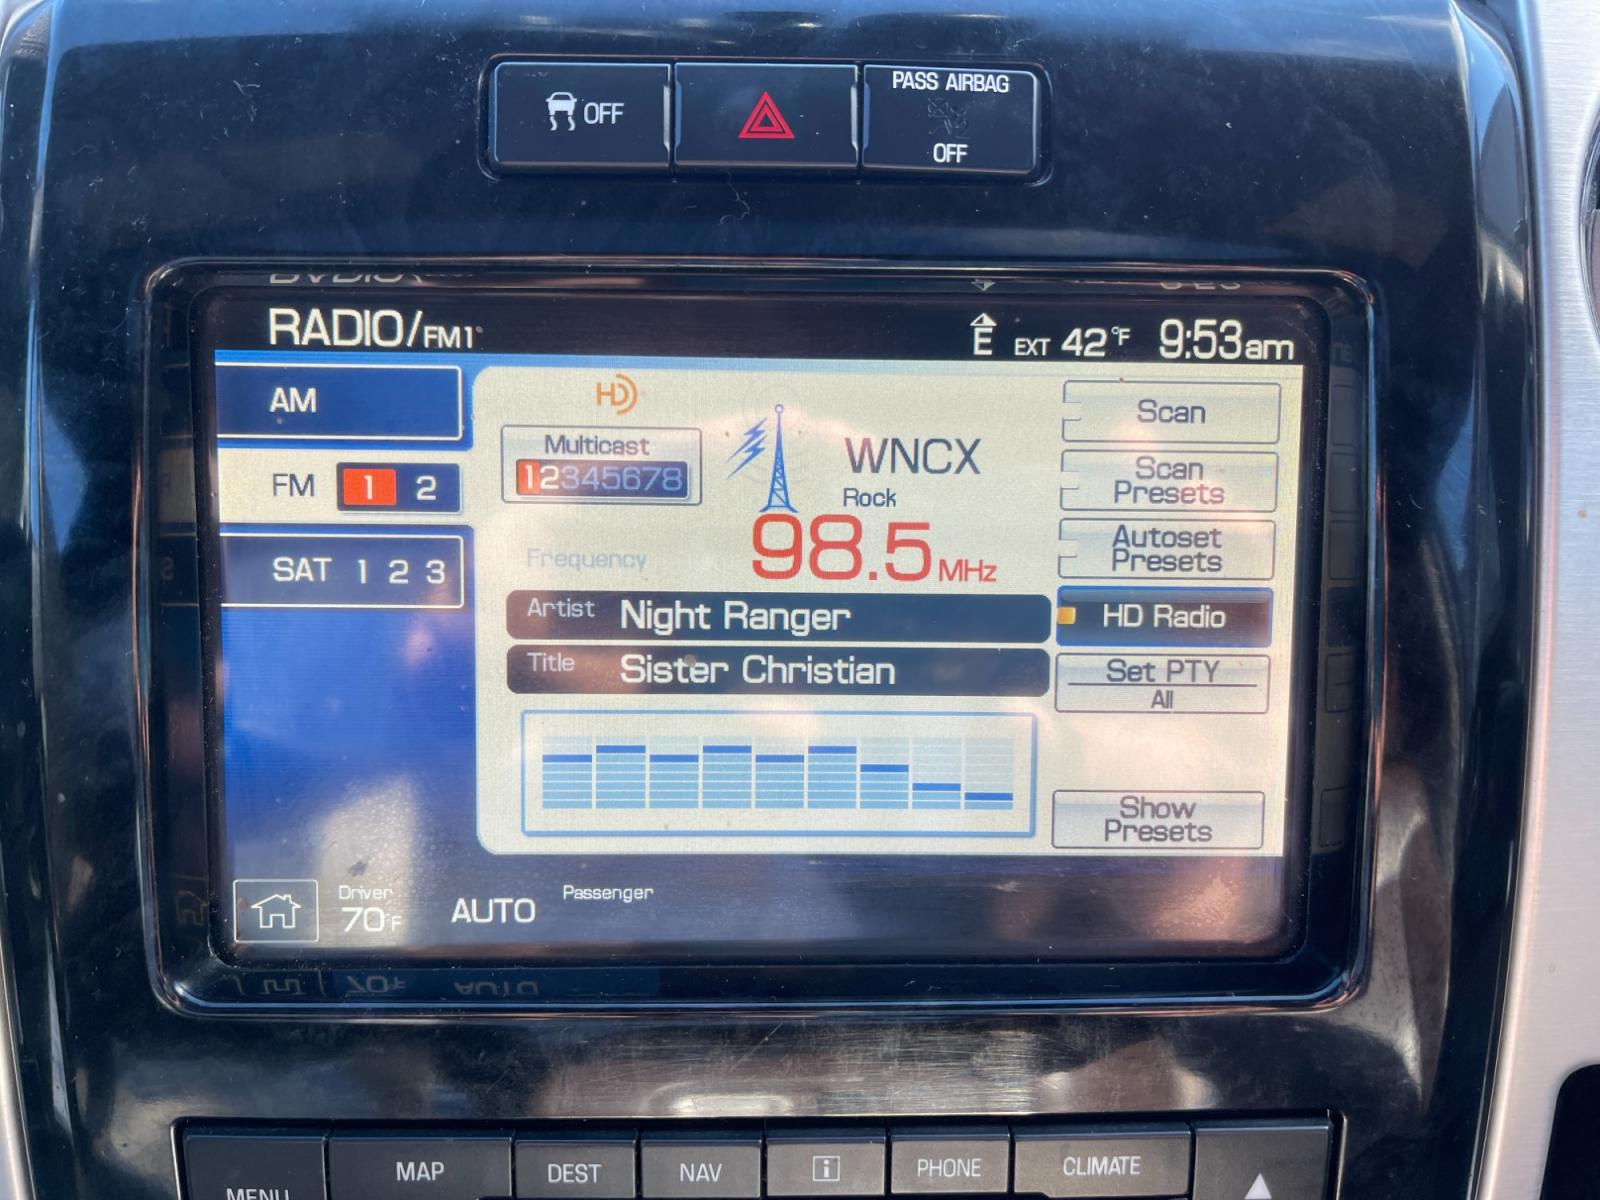 OFF
PASS AIRBAG
OFF
RADIO/FM1
E EXT 42°F 9:53am
AM
FM 1 2
SAT 1 2 3
HD
Multicast
12345678
WNCX
Rock
Frequency 98.5 MHz
Artist Night Ranger
Title Sister Christian
Scan
Scan
Presets
Autoset
Presets
HD Radio
Set PTY
All
Show
Presets
Driver
70°F
AUTO
Passenger
MENU
MAP
DEST
NAV
i
PHONE
CLIMATE